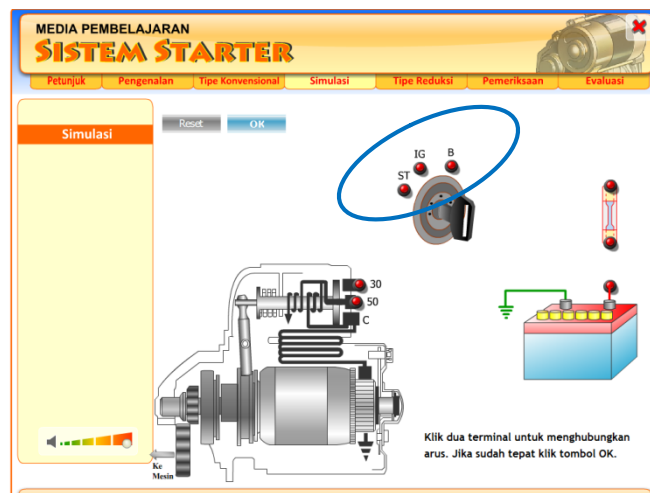 MEDIA PEMBELAJARAN
SISTEM STARTER
Petunjuk Pengenalan Tipe Konvensional Simulasi Tipe Reduksi Pemeriksaan Evaluasi
Simulasi
Reset OK
IG B
ST
30
50
C
Ke
Mesin
Klik dua terminal untuk menghubungkan
arus. Jika sudah tepat klik tombol OK.